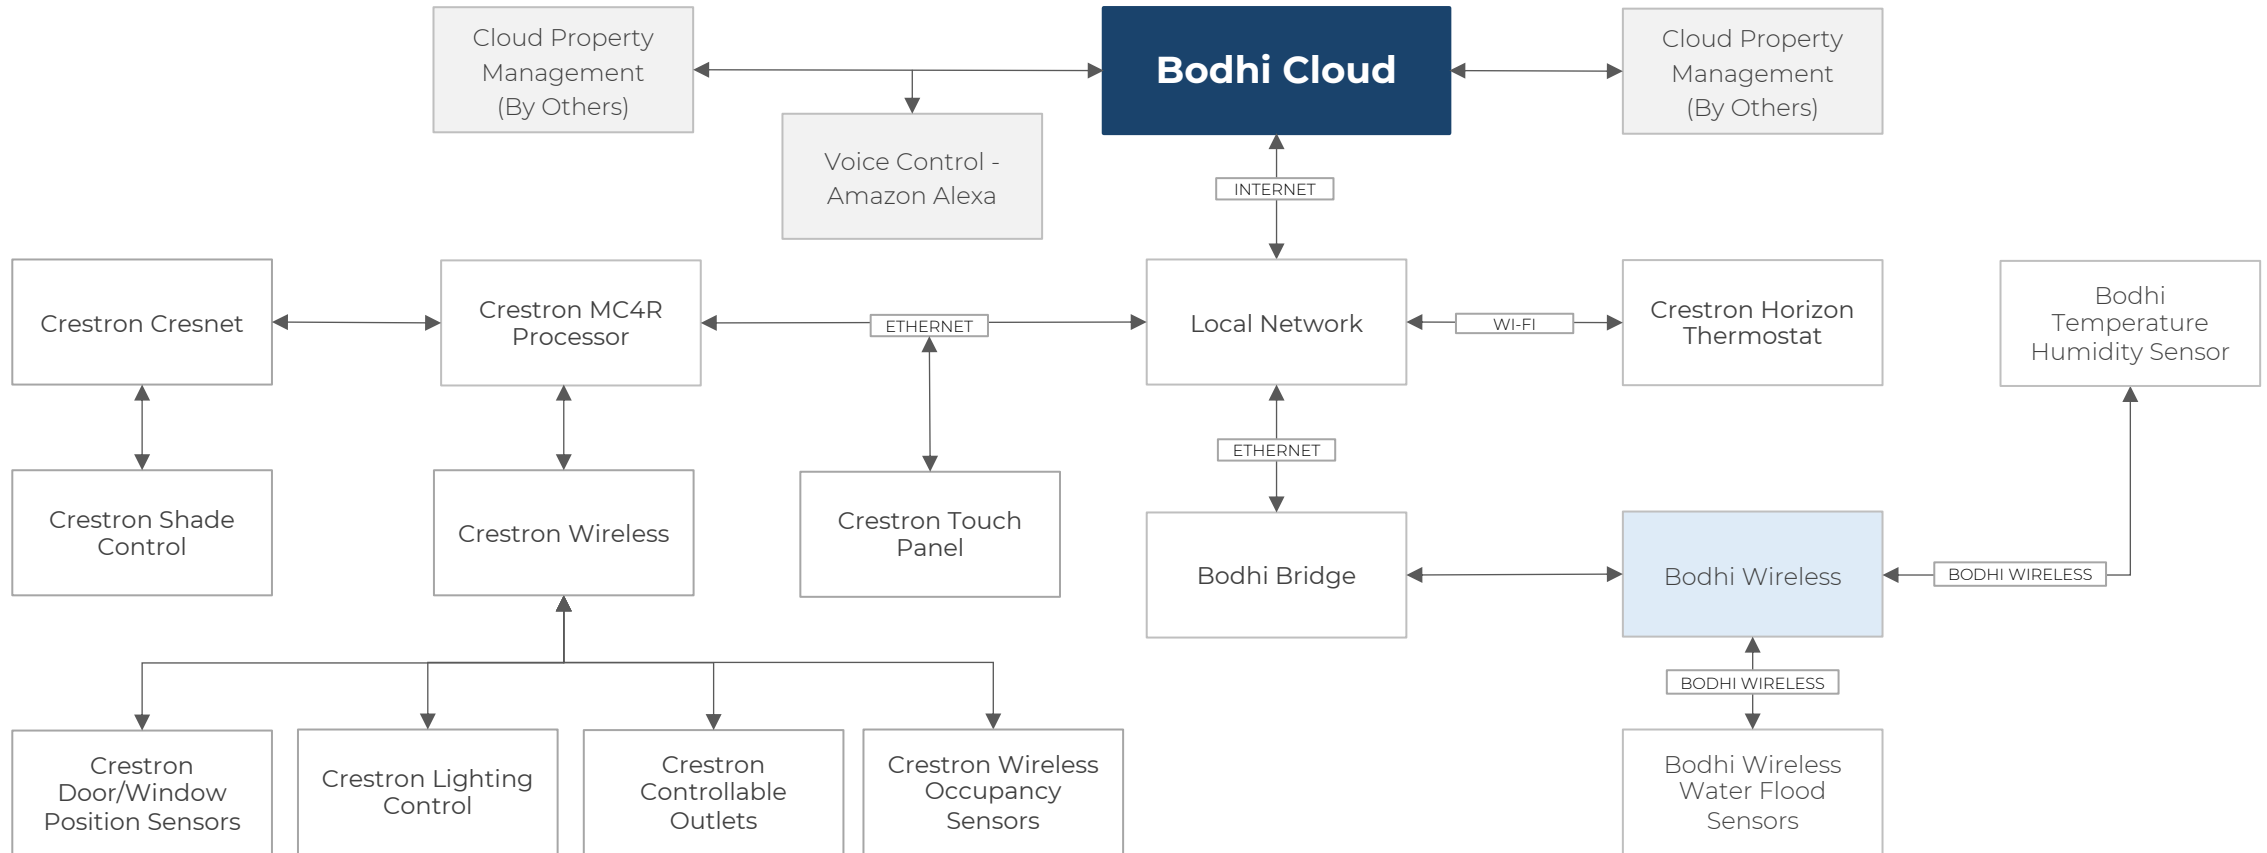 Cloud Property
Management
(By Others)
Bodhi Cloud
Cloud Property
Management
(By Others)
Voice Control -
Amazon Alexa
INTERNET
Crestron Cresnet
Crestron MC4R
Processor
ETHERNET
Local Network
WI-FI
Crestron Horizon
Thermostat
Bodhi
Temperature
Humidity Sensor
ETHERNET
Crestron Shade
Control
Crestron Wireless
Crestron Touch
Panel
Bodhi Bridge
Bodhi Wireless
BODHI WIRELESS
BODHI WIRELESS
Crestron
Door/Window
Position Sensors
Crestron Lighting
Control
Crestron
Controllable
Outlets
Crestron Wireless
Occupancy
Sensors
Bodhi Wireless
Water Flood
Sensors